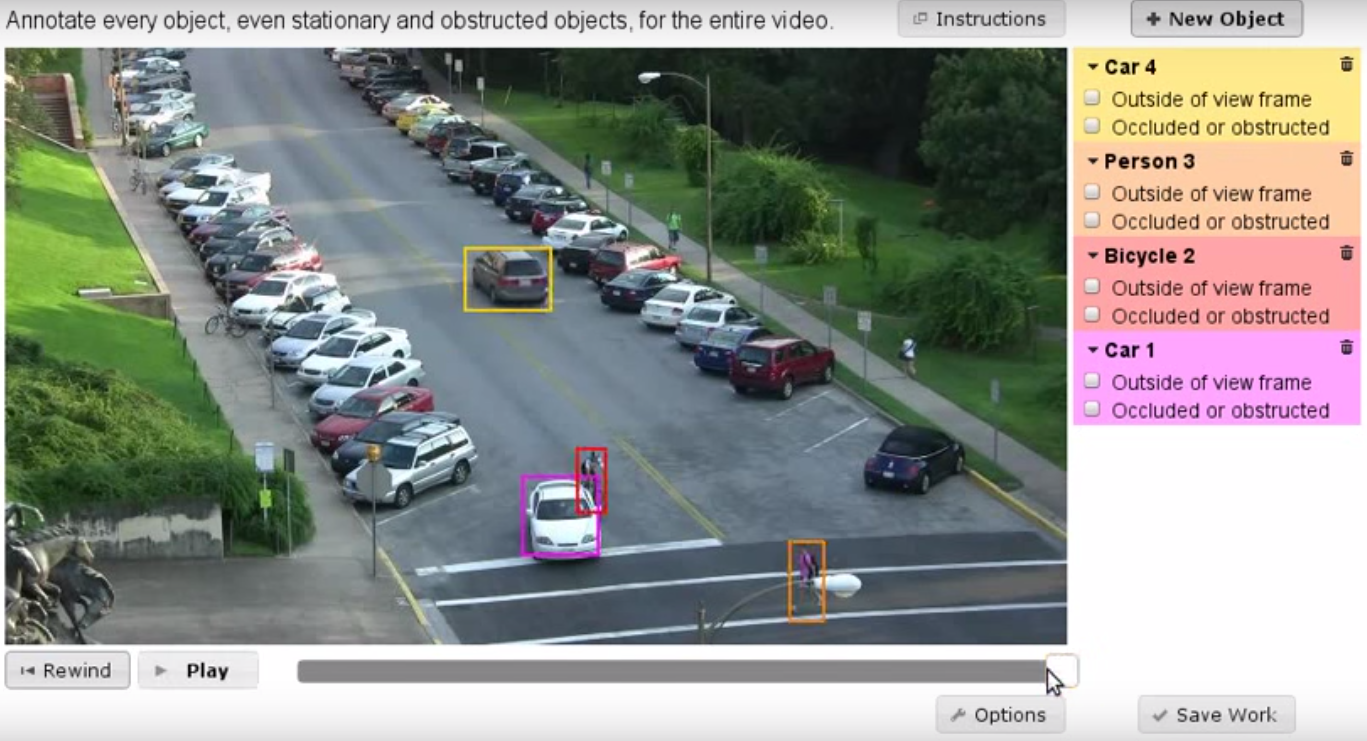 Annotate every object, even stationary and obstructed objects, for the entire video.
Instructions
+ New Object
Car 4
Outside of view frame
Occluded or obstructed
Person 3
Outside of view frame
Occluded or obstructed
Bicycle 2
Outside of view frame
Occluded or obstructed
Car 1
Outside of view frame
Occluded or obstructed
Rewind
Play
Options
Save Work